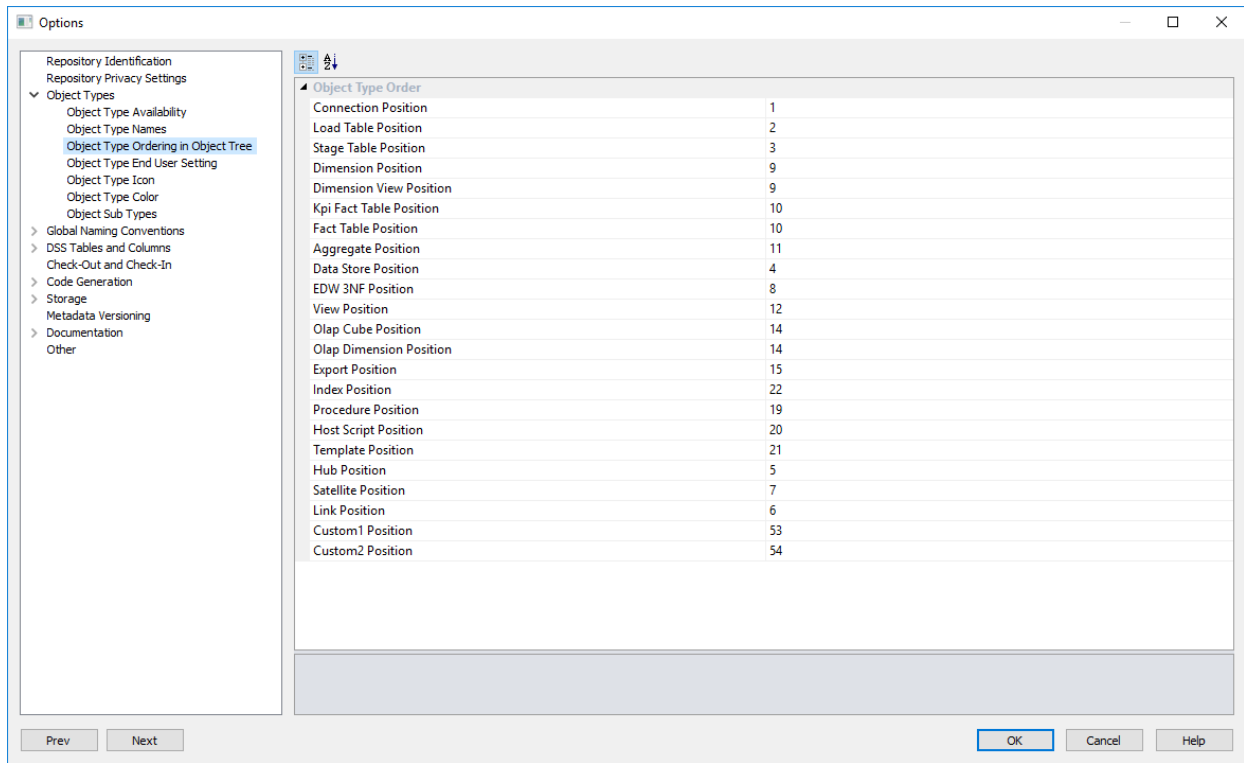 Options
Repository Identification
Repository Privacy Settings
Object Types
Object Type Availability
Object Type Names
Object Type Ordering in Object Tree
Object Type End User Setting
Object Type Icon
Object Type Color
Object Sub Types
Global Naming Conventions
DSS Tables and Columns
Check-Out and Check-In
Code Generation
Storage
Metadata Versioning
Documentation
Other
Object Type Order
Connection Position 1
Load Table Position 2
Stage Table Position 3
Dimension Position 9
Dimension View Position 9
Kpi Fact Table Position 10
Fact Table Position 10
Aggregate Position 11
Data Store Position 4
EDW 3NF Position 8
View Position 12
Olap Cube Position 14
Olap Dimension Position 14
Export Position 15
Index Position 22
Procedure Position 19
Host Script Position 20
Template Position 21
Hub Position 5
Satellite Position 7
Link Position 6
Custom1 Position 53
Custom2 Position 54
Prev Next OK Cancel Help